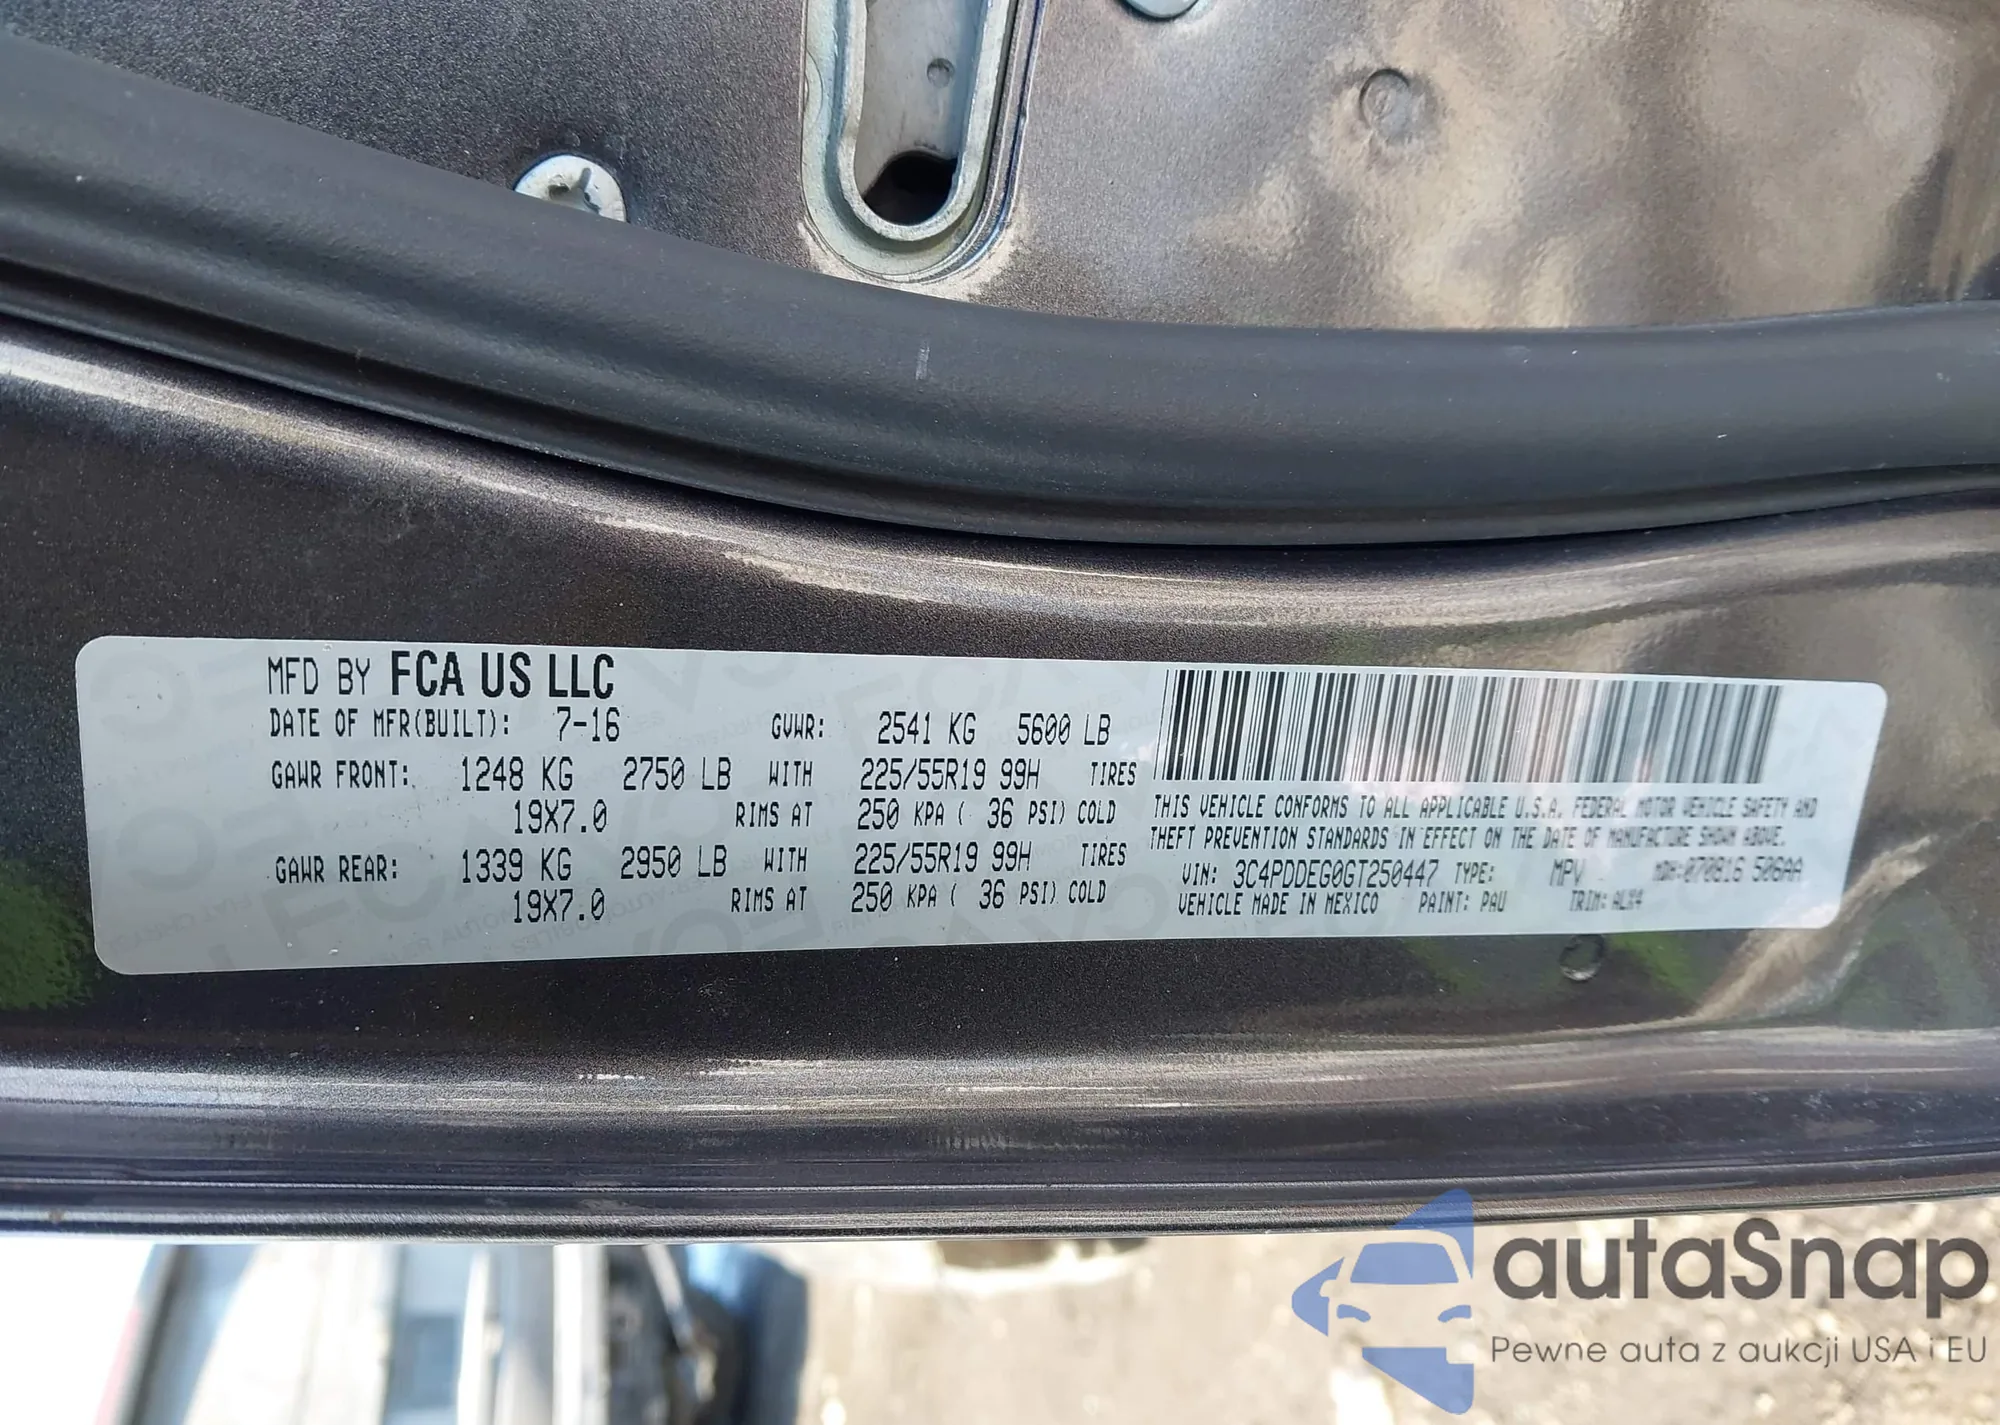 MFD BY FCA US LLC
DATE OF MFR(BUILT): 7-16 GVWR: 2541 KG 5600 LB
GAWR FRONT: 1248 KG 2750 LB WITH 225/55R19 99H TIRES
19X7.0 RIMS AT 250 KPA ( 36 PSI) COLD
GAWR REAR: 1339 KG 2950 LB WITH 225/55R19 99H TIRES
19X7.0 RIMS AT 250 KPA ( 36 PSI) COLD
THIS VEHICLE CONFORMS TO ALL APPLICABLE U.S.A. FEDERAL MOTOR VEHICLE SAFETY AND
THEFT PREVENTION STANDARDS IN EFFECT ON THE DATE OF MANUFACTURE SHOWN ABOVE.
VIN: 3C4PDDEG0GT250447 TYPE: MPV MDH:070816 506AA
VEHICLE MADE IN MEXICO PAINT: PAU TRIM: ALX9
autaSnap
Pewne auta z aukcji USA i EU